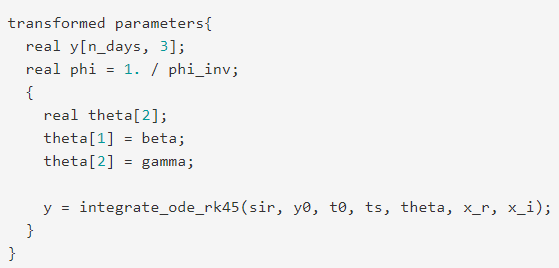 transformed parameters{
  real y[n_days, 3];
  real phi = 1. / phi_inv;
  {
    real theta[2];
    theta[1] = beta;
    theta[2] = gamma;

    y = integrate_ode_rk45(sir, y0, t0, ts, theta, x_r, x_i);
  }
}